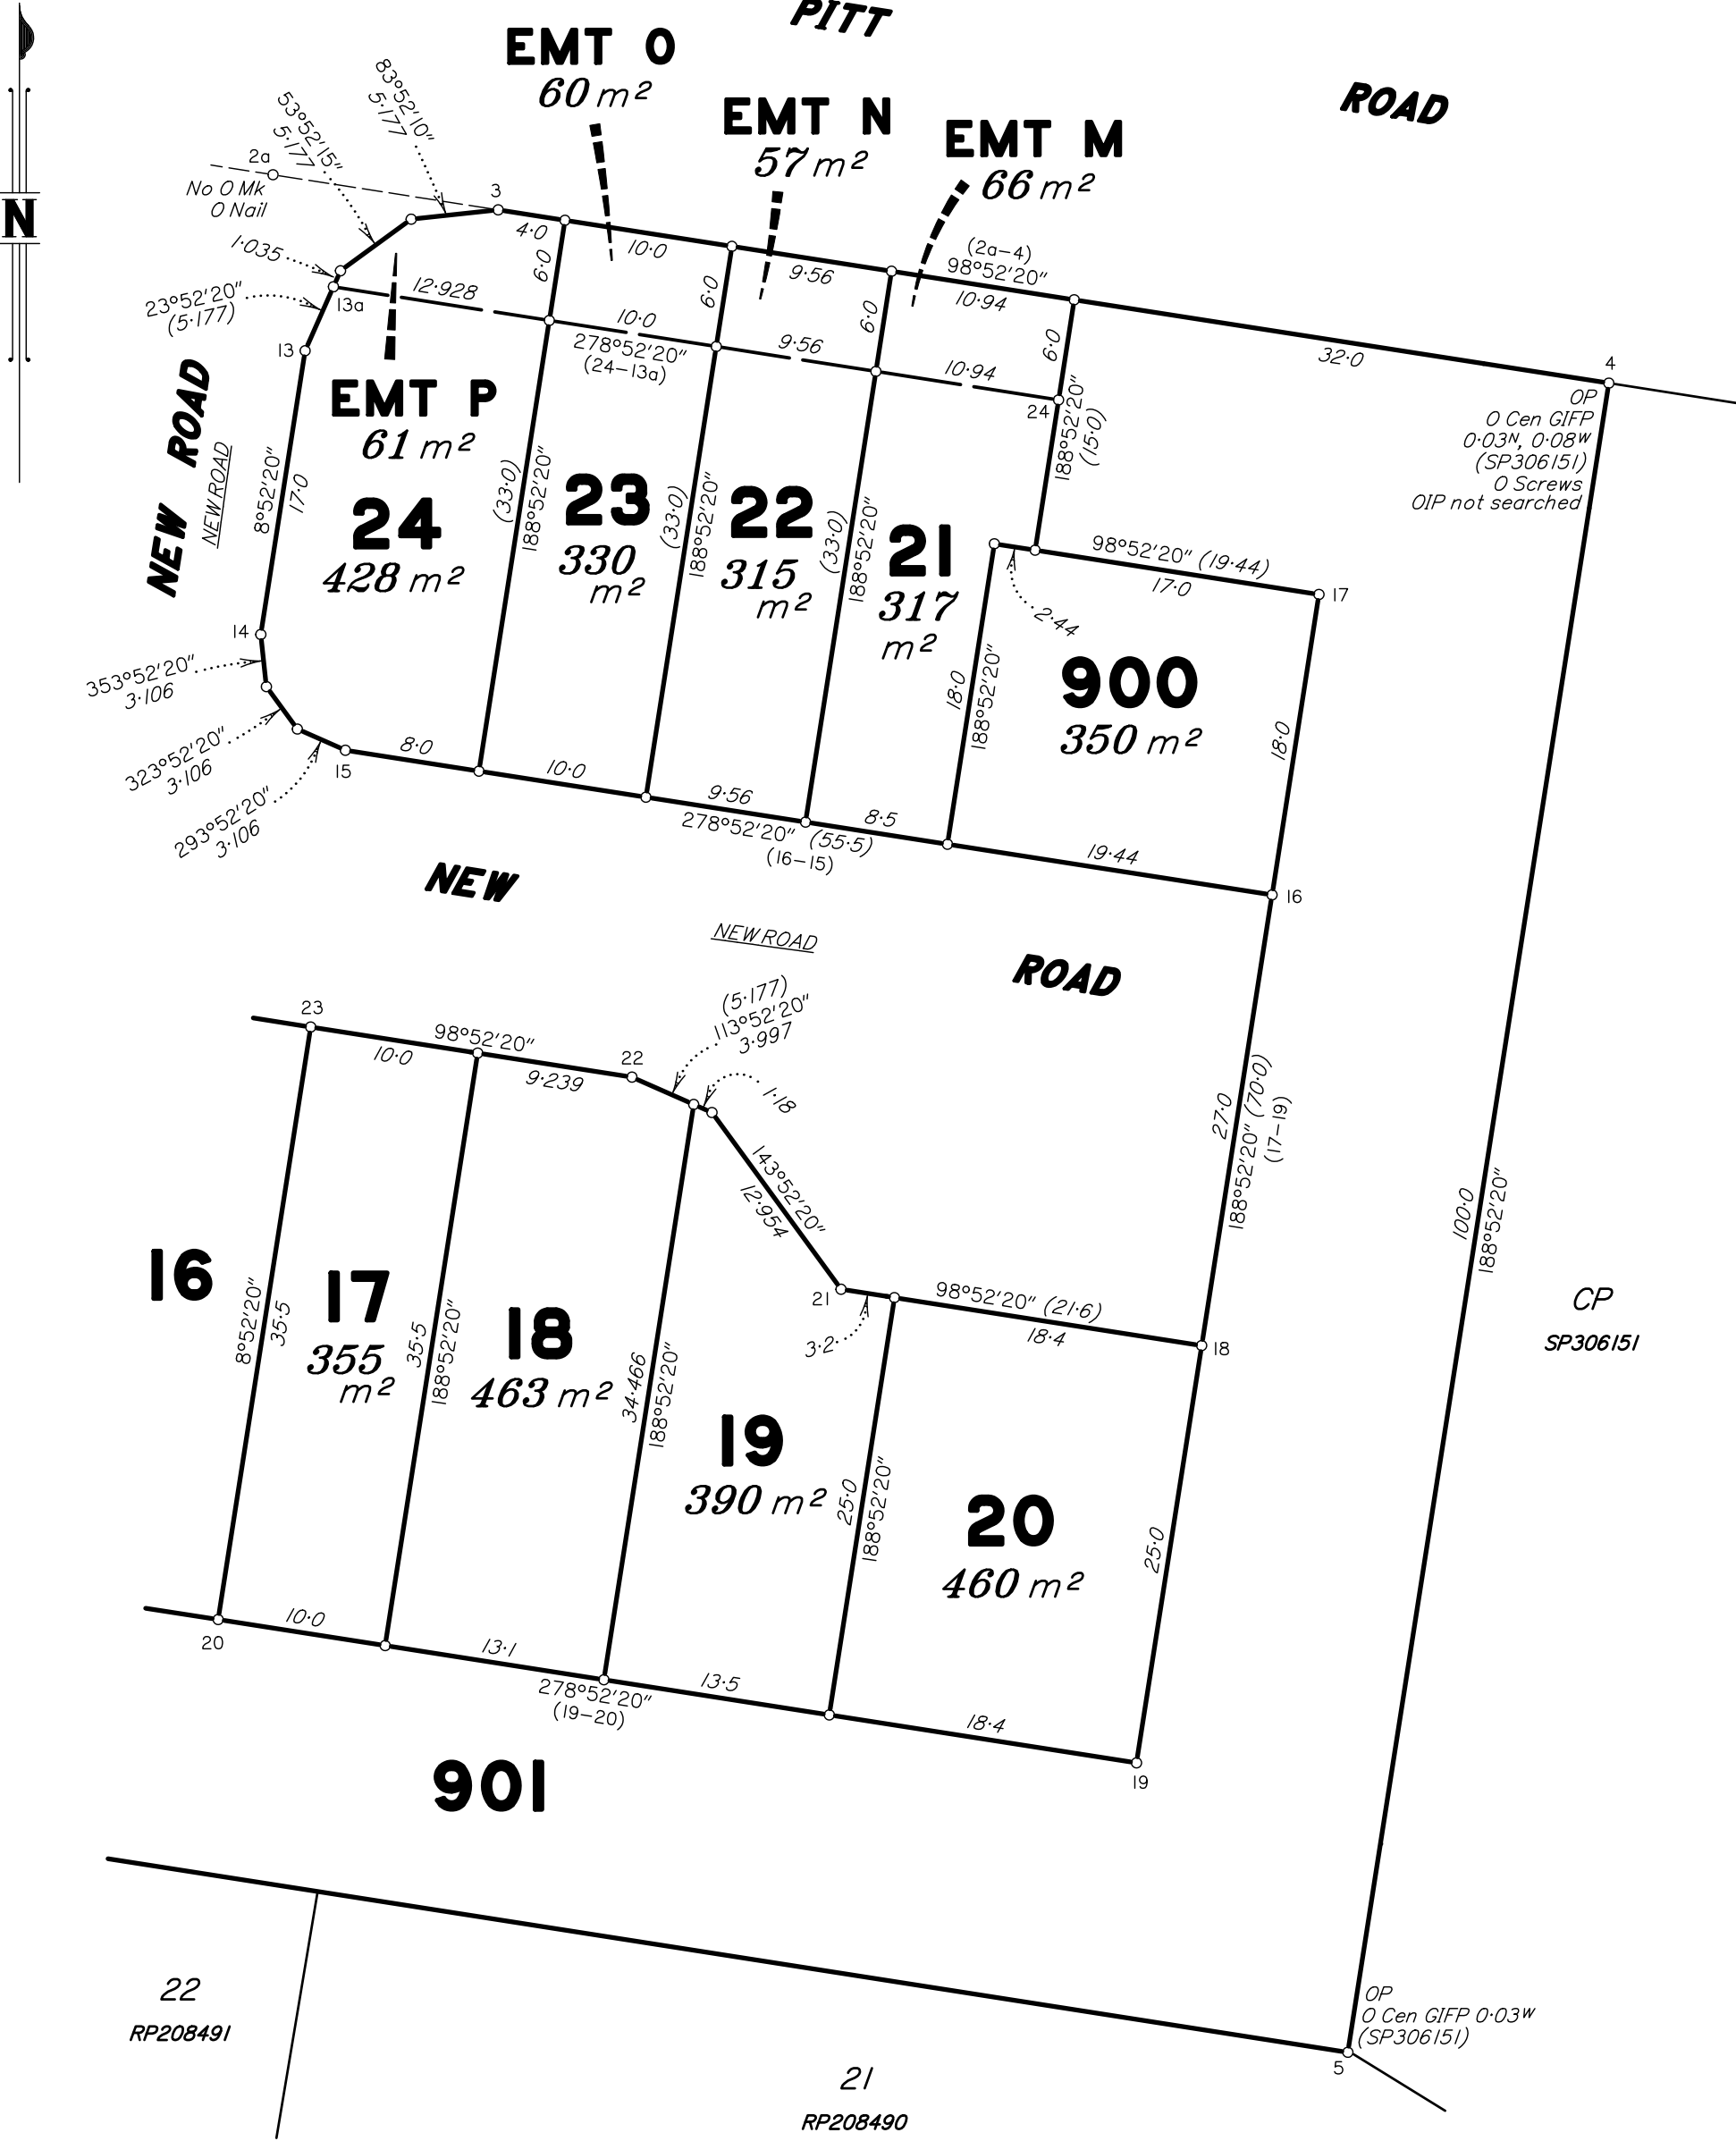 PITT
ROAD
EMT O
60 m²
EMT N
57 m²
EMT M
66 m²
83°52'10"
5·177
53°52'15"
5·177
2a
No O Mk
O Nail
N
3
4·0
6·0
10·0
6·0
9·56
6·0
(2a–4)
98°52'20"
10·94
6·0
32·0
4
1·035
23°52'20"
(5·177)
13a
12·928
10·0
278°52'20"
(24–13a)
9·56
10·94
24
188°52'20"
(15·0)
OP
O Cen GIFP
0·03ᴺ, 0·08ᵂ
(SP306151)
O Screws
OIP not searched
13
EMT P
61 m²
NEW ROAD
NEW ROAD
8°52'20"
17·0
24
428 m²
(33·0)
188°52'20"
23
330
m²
(33·0)
188°52'20"
22
315
m²
(33·0)
188°52'20"
21
317
m²
98°52'20" (19·44)
17·0
17
2·44
18·0
188°52'20"
900
350 m²
18·0
14
353°52'20"
3·106
323°52'20"
3·106
293°52'20"
3·106
15
8·0
10·0
9·56
278°52'20" (55·5)
(16–15)
8·5
19·44
16
NEW
NEW ROAD
ROAD
23
98°52'20"
10·0
9·239
22
(5·177)
113°52'20"
3·997
1·18
143°52'20"
12·954
27·0
188°52'20" (70·0)
(17–19)
100·0
188°52'20"
16
8°52'20"
35·5
17
355
m²
35·5
188°52'20"
18
463 m²
34·466
188°52'20"
21
3·2
98°52'20" (21·6)
18·4
18
CP
SP306151
19
390 m²
25·0
188°52'20"
20
460 m²
25·0
20
10·0
13·1
278°52'20"
(19–20)
13·5
18·4
19
901
22
RP208491
21
RP208490
OP
O Cen GIFP 0·03ᵂ
(SP306151)
5